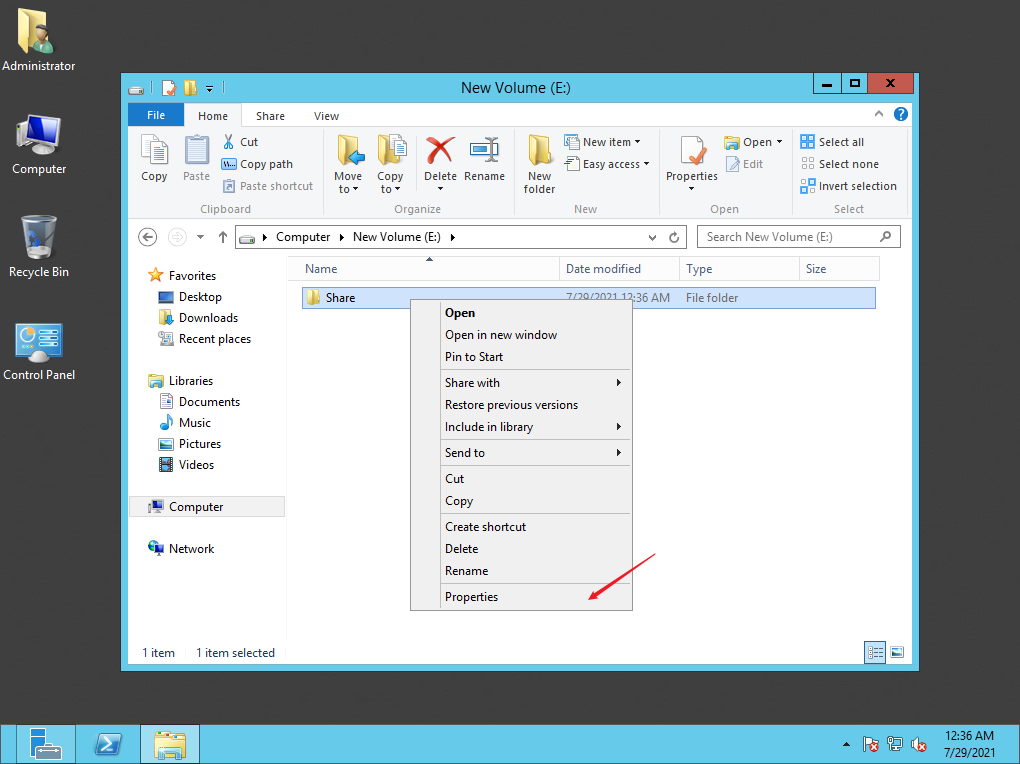 Administrator
Computer
Recycle Bin
Control Panel
New Volume (E:)
File Home Share View
Copy
Paste
Cut
Copy path
Paste shortcut
Clipboard
Move to
Copy to
Delete
Rename
Organize
New folder
New item
Easy access
New
Properties
Open
Edit
Open
Select all
Select none
Invert selection
Select
Computer New Volume (E:)
Search New Volume (E:)
Favorites
Desktop
Downloads
Recent places
Libraries
Documents
Music
Pictures
Videos
Computer
Network
Name Date modified Type Size
Share 7/29/2021 12:36 AM File folder
Open
Open in new window
Pin to Start
Share with
Restore previous versions
Include in library
Send to
Cut
Copy
Create shortcut
Delete
Rename
Properties
1 item 1 item selected
12:36 AM
7/29/2021